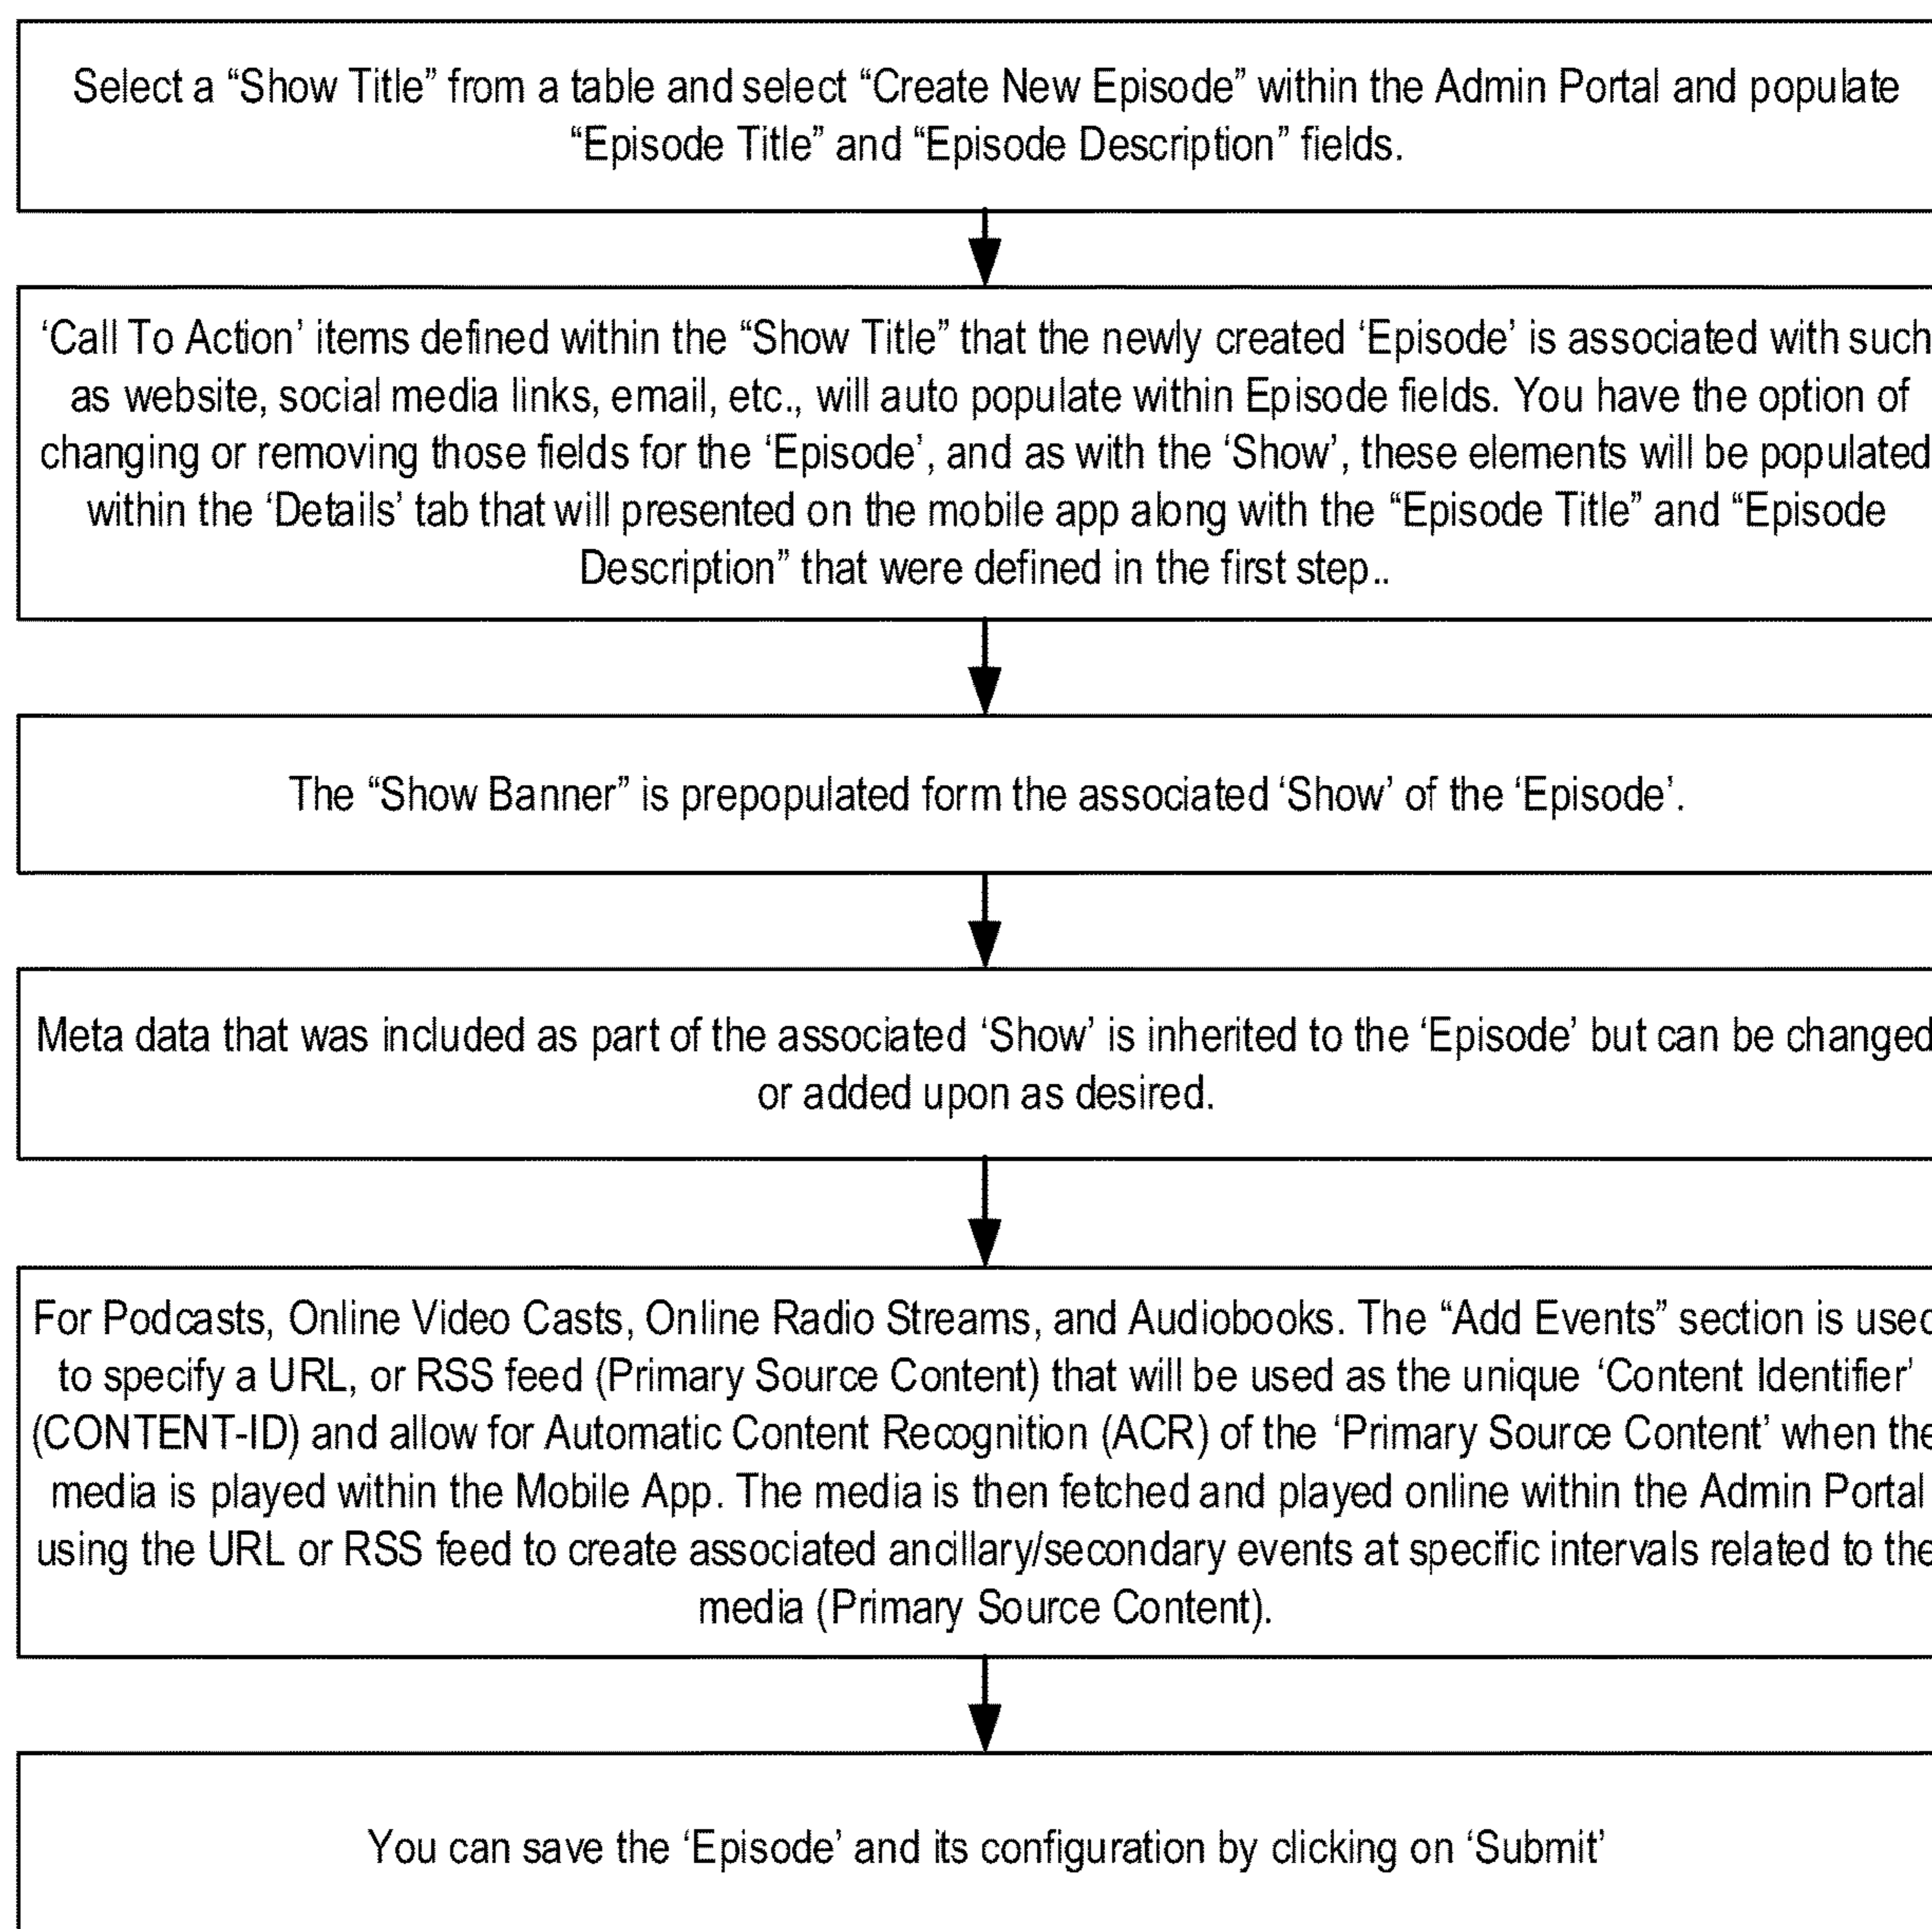 Select a “Show Title” from a table and select “Create New Episode” within the Admin Portal and populate
“Episode Title” and “Episode Description” fields.
‘Call To Action’ items defined within the “Show Title” that the newly created ‘Episode’ is associated with such
as website, social media links, email, etc., will auto populate within Episode fields. You have the option of
changing or removing those fields for the ‘Episode’, and as with the ‘Show’, these elements will be populated
within the ‘Details’ tab that will presented on the mobile app along with the “Episode Title” and “Episode
Description” that were defined in the first step..
The “Show Banner” is prepopulated form the associated ‘Show’ of the ‘Episode’.
Meta data that was included as part of the associated ‘Show’ is inherited to the ‘Episode’ but can be changed
or added upon as desired.
For Podcasts, Online Video Casts, Online Radio Streams, and Audiobooks. The “Add Events” section is used
to specify a URL, or RSS feed (Primary Source Content) that will be used as the unique ‘Content Identifier’
(CONTENT-ID) and allow for Automatic Content Recognition (ACR) of the ‘Primary Source Content’ when the
media is played within the Mobile App. The media is then fetched and played online within the Admin Portal
using the URL or RSS feed to create associated ancillary/secondary events at specific intervals related to the
media (Primary Source Content).
You can save the ‘Episode’ and its configuration by clicking on ‘Submit’